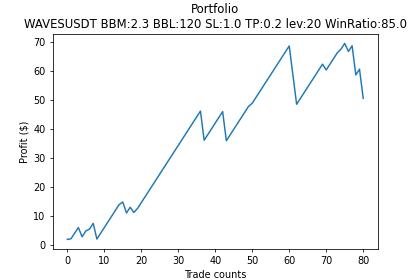 Portfolio
WAVESUSDT BBM:2.3 BBL:120 SL:1.0 TP:0.2 lev:20 WinRatio:85.0
70
60
50
40
30
20
10
0
Profit ($)
0 10 20 30 40 50 60 70 80
Trade counts